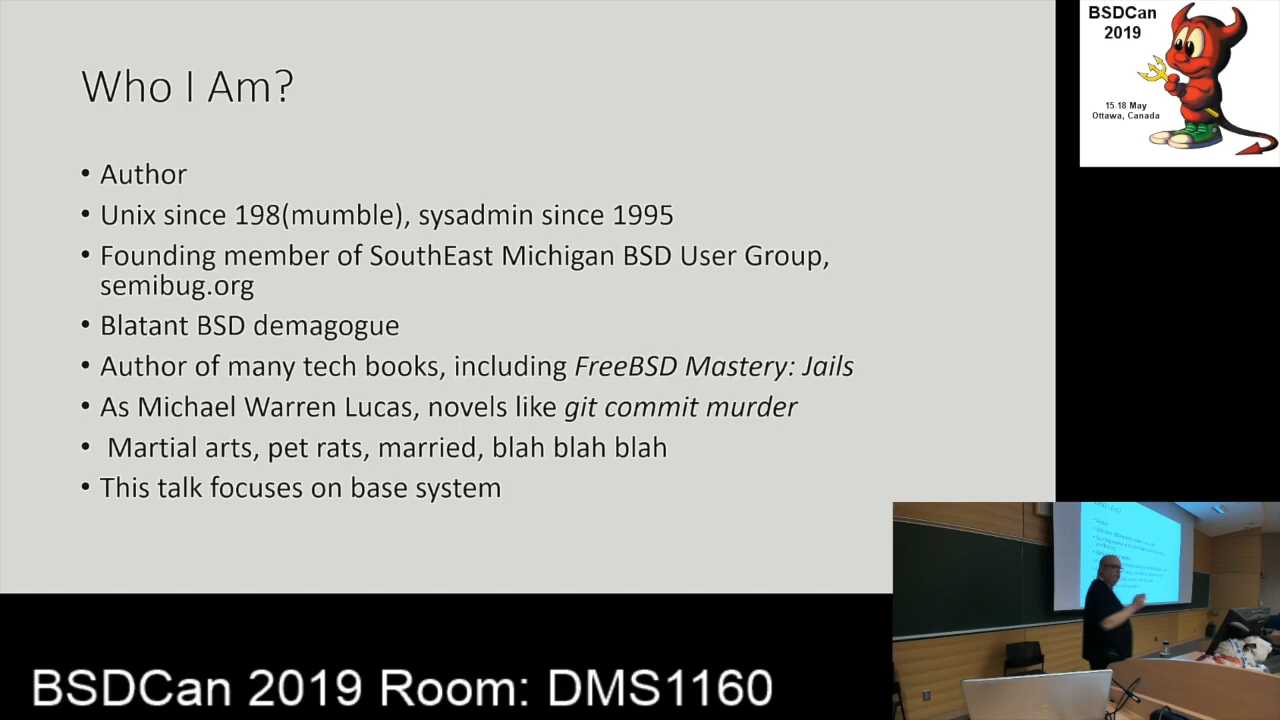 Who I Am?
• Author
• Unix since 198(mumble), sysadmin since 1995
• Founding member of SouthEast Michigan BSD User Group,
semibug.org
• Blatant BSD demagogue
• Author of many tech books, including FreeBSD Mastery: Jails
• As Michael Warren Lucas, novels like git commit murder
• Martial arts, pet rats, married, blah blah blah
• This talk focuses on base system
BSDCan
2019
15-18 May
Ottawa, Canada
BSDCan 2019 Room: DMS1160